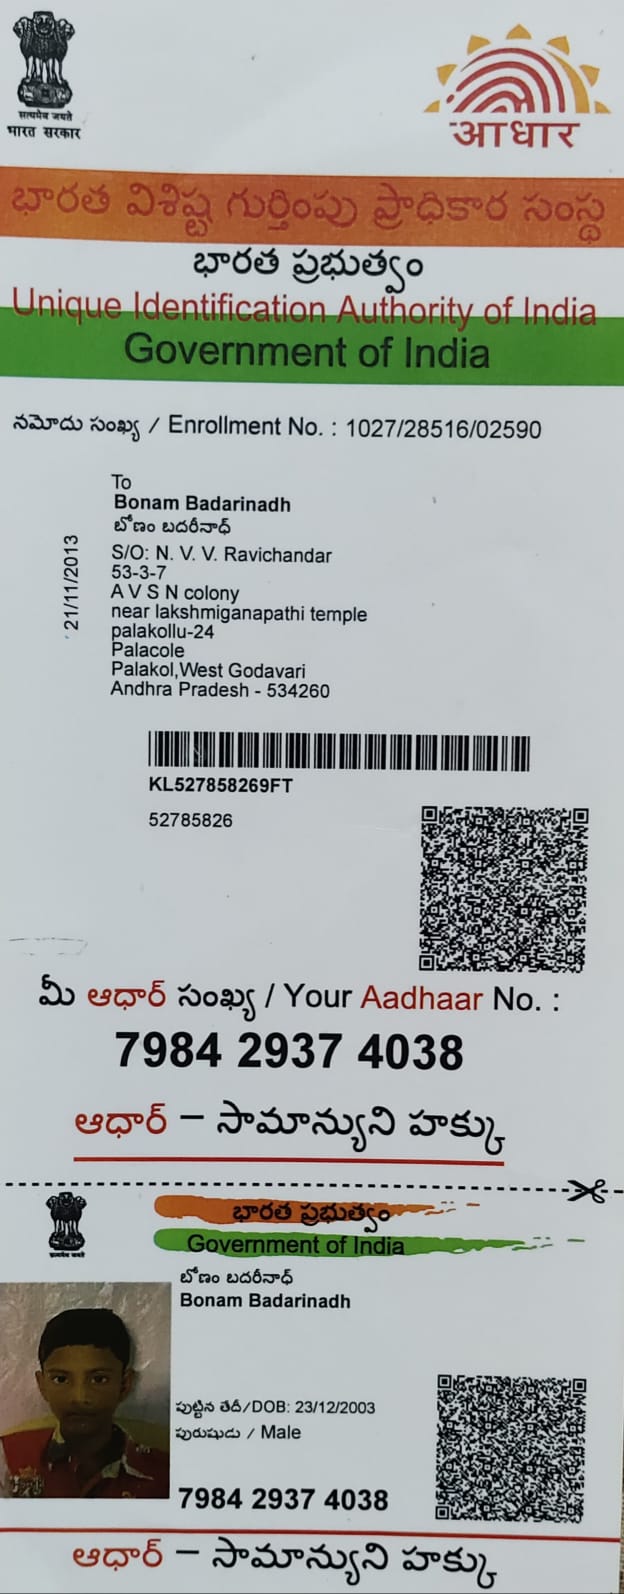 सत्यमेव जयते
भारत सरकार
आधार
భారత విశిష్ట గుర్తింపు ప్రాధికార సంస్థ
భారత ప్రభుత్వం
Unique Identification Authority of India
Government of India
నమోదు సంఖ్య / Enrollment No. : 1027/28516/02590
To
Bonam Badarinadh
బోణం బదరీనాధ్
S/O: N. V. V. Ravichandar
53-3-7
A V S N colony
near lakshmiganapathi temple
palakollu-24
Palacole
Palakol,West Godavari
Andhra Pradesh - 534260
21/11/2013
KL527858269FT
52785826
మీ ఆధార్ సంఖ్య / Your Aadhaar No. :
7984 2937 4038
ఆధార్ – సామాన్యుని హక్కు
భారత ప్రభుత్వం
Government of India
బోణం బదరీనాధ్
Bonam Badarinadh
పుట్టిన తేదీ/DOB: 23/12/2003
పురుషుడు / Male
7984 2937 4038
ఆధార్ – సామాన్యుని హక్కు